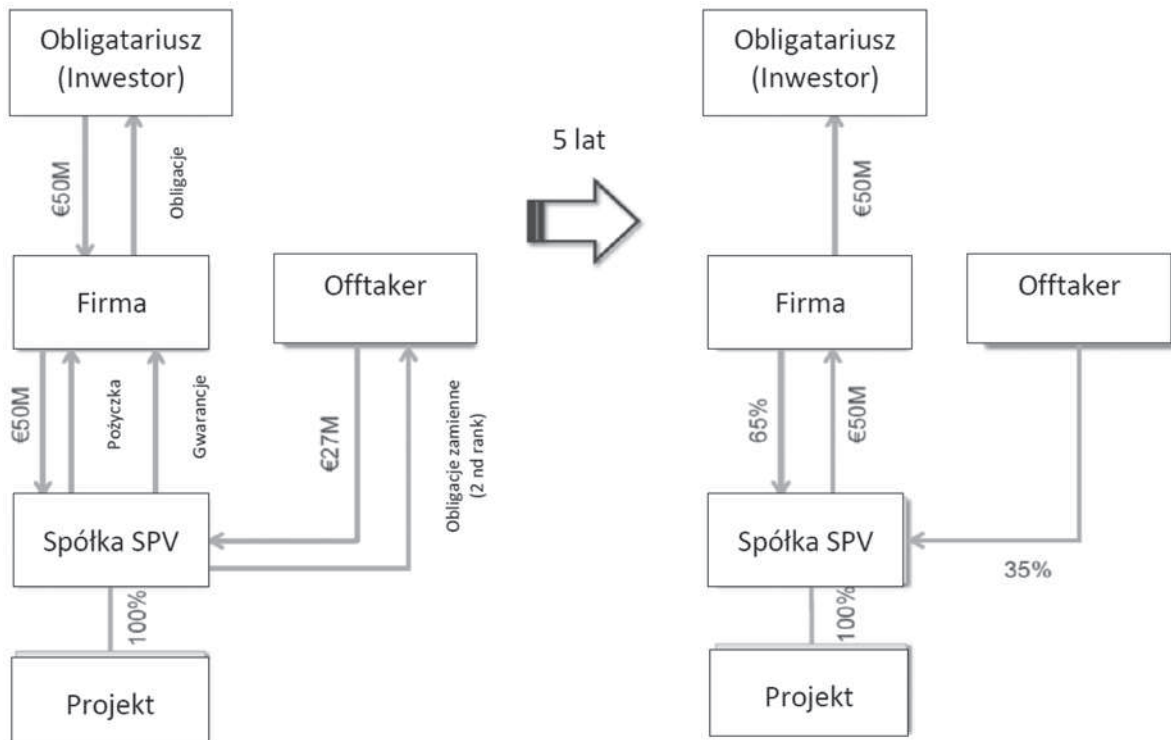 Obligatariusz
(Inwestor)
€50M
Obligacje
Firma
Offtaker
€50M
Pożyczka
Gwarancje
€27M
Obligacje zamienne
(2 nd rank)
Spółka SPV
100%
Projekt
5 lat
Obligatariusz
(Inwestor)
€50M
Firma
Offtaker
65%
€50M
Spółka SPV
35%
100%
Projekt